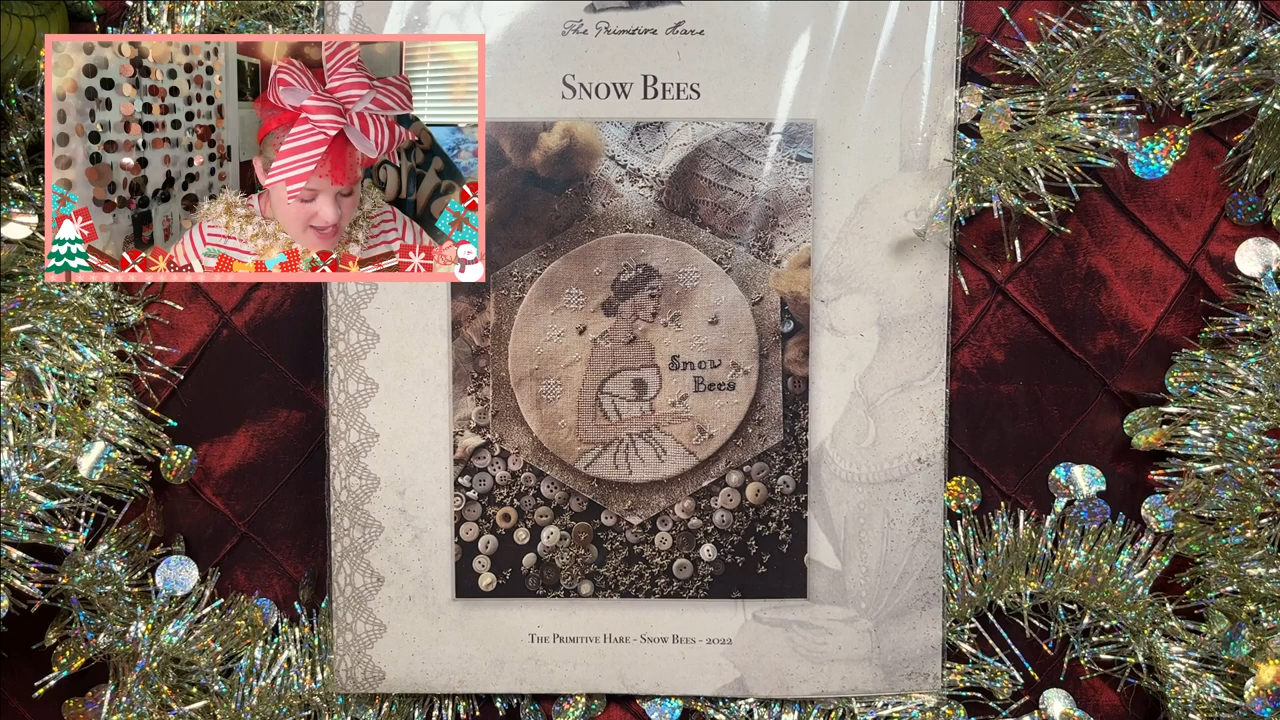 The Primitive Hare
SNOW BEES
Snow
Bees
THE PRIMITIVE HARE - SNOW BEES - 2022